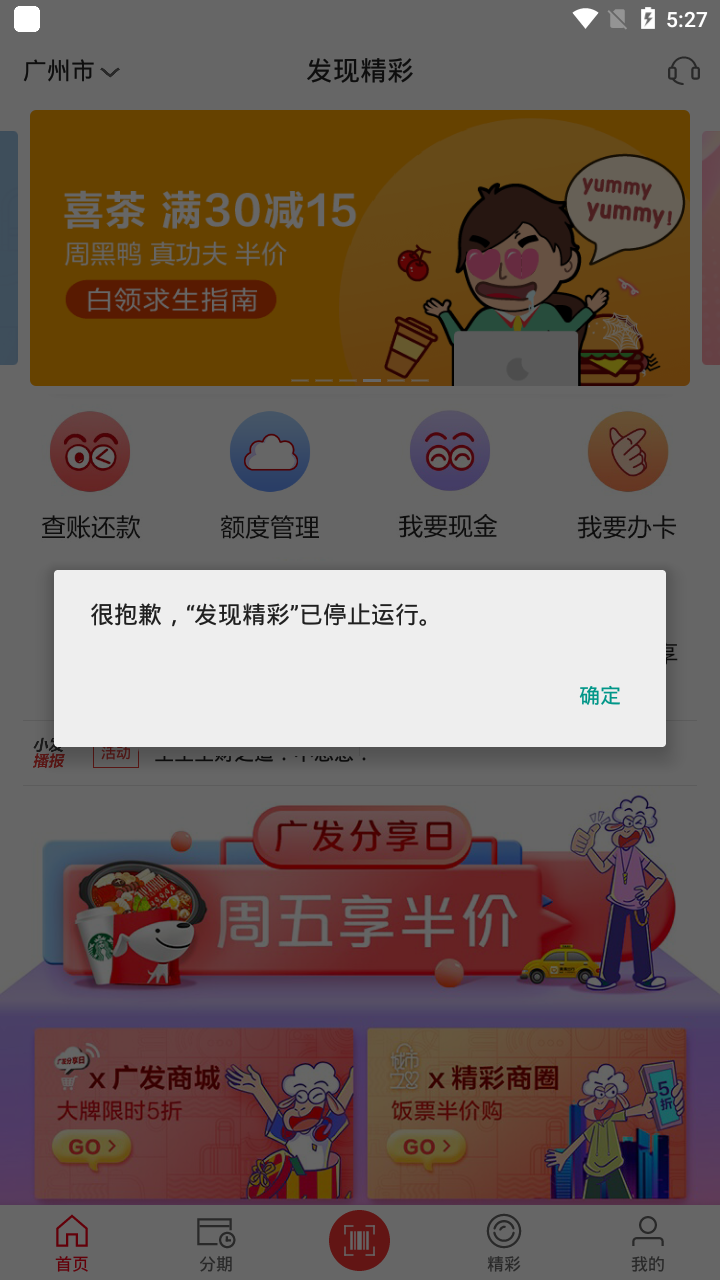 5:27
广州市
发现精彩
喜茶 满30减15
周黑鸭 真功夫 半价
白领求生指南
yummy
yummy!
查账还款
额度管理
我要现金
我要办卡
很抱歉，“发现精彩”已停止运行。
享
确定
小发
播报
活动
广发分享日
周五享半价
广发分享日
x 广发商城
大牌限时5折
GO >
x 精彩商圈
饭票半价购
GO >
5
折
首页
分期
精彩
我的